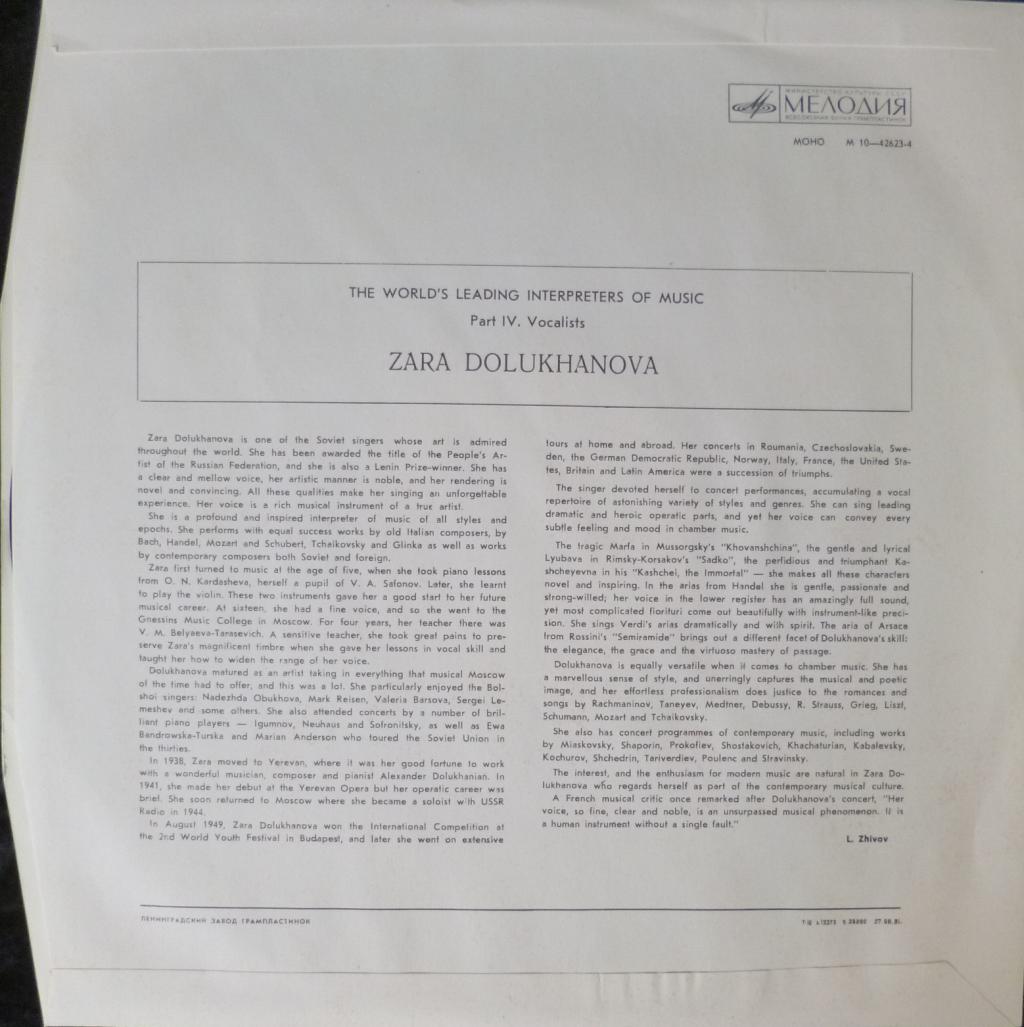 МИНИСТЕРСТВО КУЛЬТУРЫ СССР
МЕЛОДИЯ
ВСЕСОЮЗНАЯ ФИРМА ГРАМПЛАСТИНОК
МОНО М 10—42623-4
THE WORLD'S LEADING INTERPRETERS OF MUSIC
Part IV. Vocalists
ZARA DOLUKHANOVA
Zara Dolukhanova is one of the Soviet singers whose art is admired
throughout the world. She has been awarded the title of the People's Ar-
tist of the Russian Federation, and she is also a Lenin Prize-winner. She has
a clear and mellow voice, her artistic manner is noble, and her rendering is
novel and convincing. All these qualities make her singing an unforgettable
experience. Her voice is a rich musical instrument of a true artist.
She is a profound and inspired interpreter of music of all styles and
epochs. She performs with equal success works by old Italian composers, by
Bach, Handel, Mozart and Schubert, Tchaikovsky and Glinka as well as works
by contemporary composers both Soviet and foreign.
Zara first turned to music at the age of five, when she took piano lessons
from O. N. Kardasheva, herself a pupil of V. A. Safonov. Later, she learnt
to play the violin. These two instruments gave her a good start to her future
musical career. At sixteen, she had a fine voice, and so she went to the
Gnessins Music College in Moscow. For four years, her teacher there was
V. M. Belyaeva-Tarasevich. A sensitive teacher, she took great pains to pre-
serve Zara's magnificent timbre when she gave her lessons in vocal skill and
taught her how to widen the range of her voice.
Dolukhanova matured as an artist taking in everything that musical Moscow
of the time had to offer, and this was a lot. She particularly enjoyed the Bol-
shoi singers: Nadezhda Obukhova, Mark Reisen, Valeria Barsova, Sergei Le-
meshev and some others. She also attended concerts by a number of bril-
liant piano players — Igumnov, Neuhaus and Sofronitsky, as well as Ewa
Bandrowska-Turska and Marian Anderson who toured the Soviet Union in
the thirties.
In 1938, Zara moved to Yerevan, where it was her good fortune to work
with a wonderful musician, composer and pianist Alexander Dolukhanian. In
1941, she made her debut at the Yerevan Opera but her operatic career was
brief. She soon returned to Moscow where she became a soloist with USSR
Radio in 1944.
In August 1949, Zara Dolukhanova won the International Competition at
the 2nd World Youth Festival in Budapest, and later she went on extensive
tours at home and abroad. Her concerts in Roumania, Czechoslovakia, Swe-
den, the German Democratic Republic, Norway, Italy, France, the United Sta-
tes, Britain and Latin America were a succession of triumphs.
The singer devoted herself to concert performances, accumulating a vocal
repertoire of astonishing variety of styles and genres. She can sing leading
dramatic and heroic operatic parts, and yet her voice can convey every
subtle feeling and mood in chamber music.
The tragic Marfa in Mussorgsky's "Khovanshchina", the gentle and lyrical
Lyubava in Rimsky-Korsakov's "Sadko", the perfidious and triumphant Ka-
shcheyevna in his "Kashchei, the Immortal" — she makes all these characters
novel and inspiring. In the arias from Handel she is gentle, passionate and
strong-willed; her voice in the lower register has an amazingly full sound,
yet most complicated fiorituri come out beautifully with instrument-like preci-
sion. She sings Verdi's arias dramatically and with spirit. The aria of Arsace
from Rossini's "Semiramide" brings out a different facet of Dolukhanova's skill:
the elegance, the grace and the virtuoso mastery of passage.
Dolukhanova is equally versatile when it comes to chamber music. She has
a marvellous sense of style, and unerringly captures the musical and poetic
image, and her effortless professionalism does justice to the romances and
songs by Rachmaninov, Taneyev, Medtner, Debussy, R. Strauss, Grieg, Liszt,
Schumann, Mozart and Tchaikovsky.
She also has concert programmes of contemporary music, including works
by Miaskovsky, Shaporin, Prokofiev, Shostakovich, Khachaturian, Kabalevsky,
Kochurov, Shchedrin, Tariverdiev, Poulenc and Stravinsky.
The interest, and the enthusiasm for modern music are natural in Zara Do-
lukhanova who regards herself as part of the contemporary musical culture.
A French musical critic once remarked after Dolukhanova's concert, "Her
voice, so fine, clear and noble, is an unsurpassed musical phenomenon. It is
a human instrument without a single fault."
L. Zhivov
ЛЕНИНГРАДСКИЙ ЗАВОД ГРАМПЛАСТИНОК